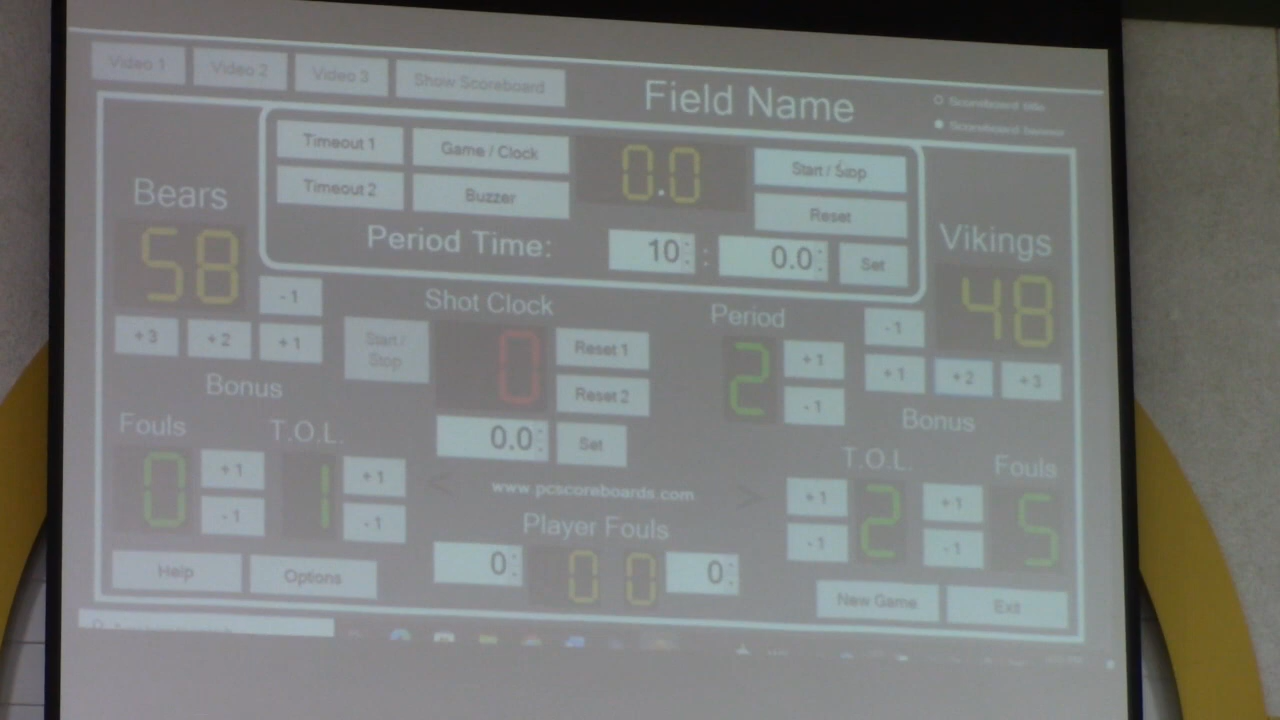 Video 1 Video 2 Video 3 Show Scoreboard
Field Name
Scoreboard title
Scoreboard banner
Timeout 1 Game / Clock 0.0 Start / Stop
Timeout 2 Buzzer Reset
Period Time: 10 : 0.0 Set
Bears
58
-1
+3 +2 +1
Vikings
48
-1
+1 +2 +3
Shot Clock
Start / Stop
0
Reset 1
Reset 2
0.0 Set
Period
2
+1
-1
Bonus
Bonus
Fouls
0
+1
-1
T.O.L.
1
+1
-1
< www.pcscoreboards.com >
T.O.L.
+1
-1
2
Fouls
+1
-1
5
Player Fouls
0 0 0 0
Help Options
New Game Exit